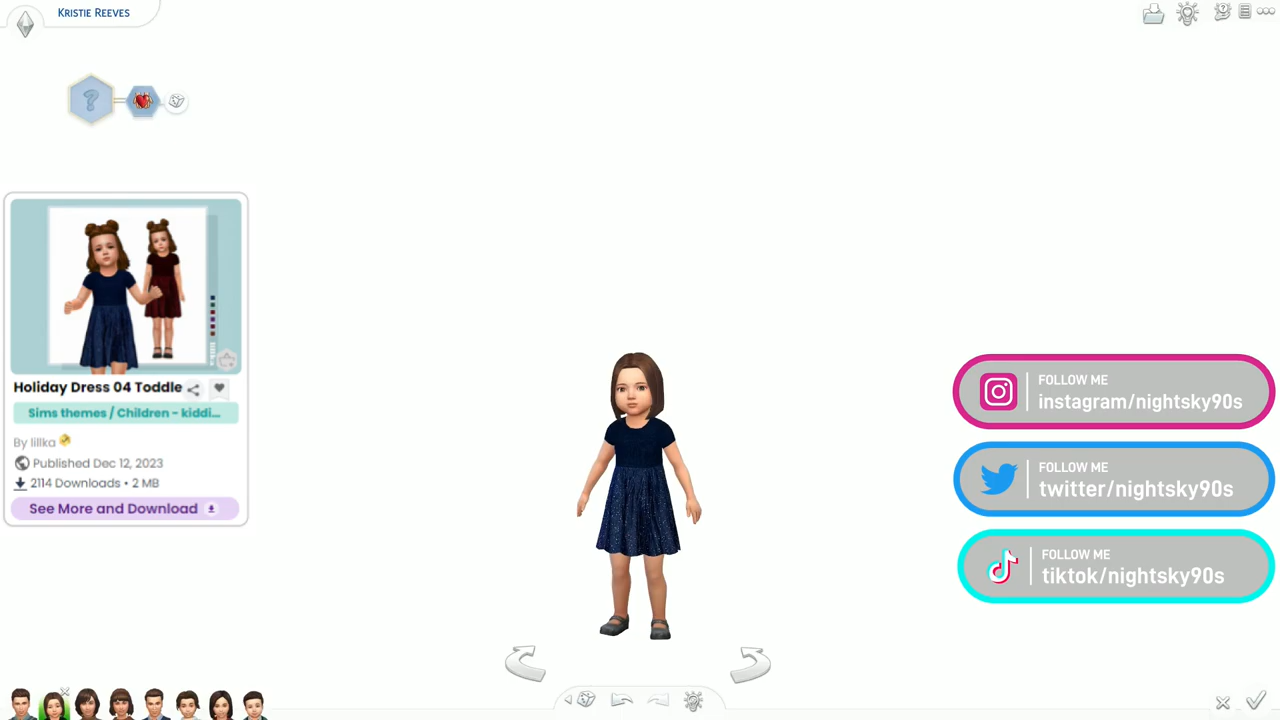 Kristie Reeves
?
Holiday Dress 04 Toddle
Sims themes / Children - kiddi...
By lillka
Published Dec 12, 2023
2114 Downloads • 2 MB
See More and Download
FOLLOW ME
instagram/nightsky90s
FOLLOW ME
twitter/nightsky90s
FOLLOW ME
tiktok/nightsky90s